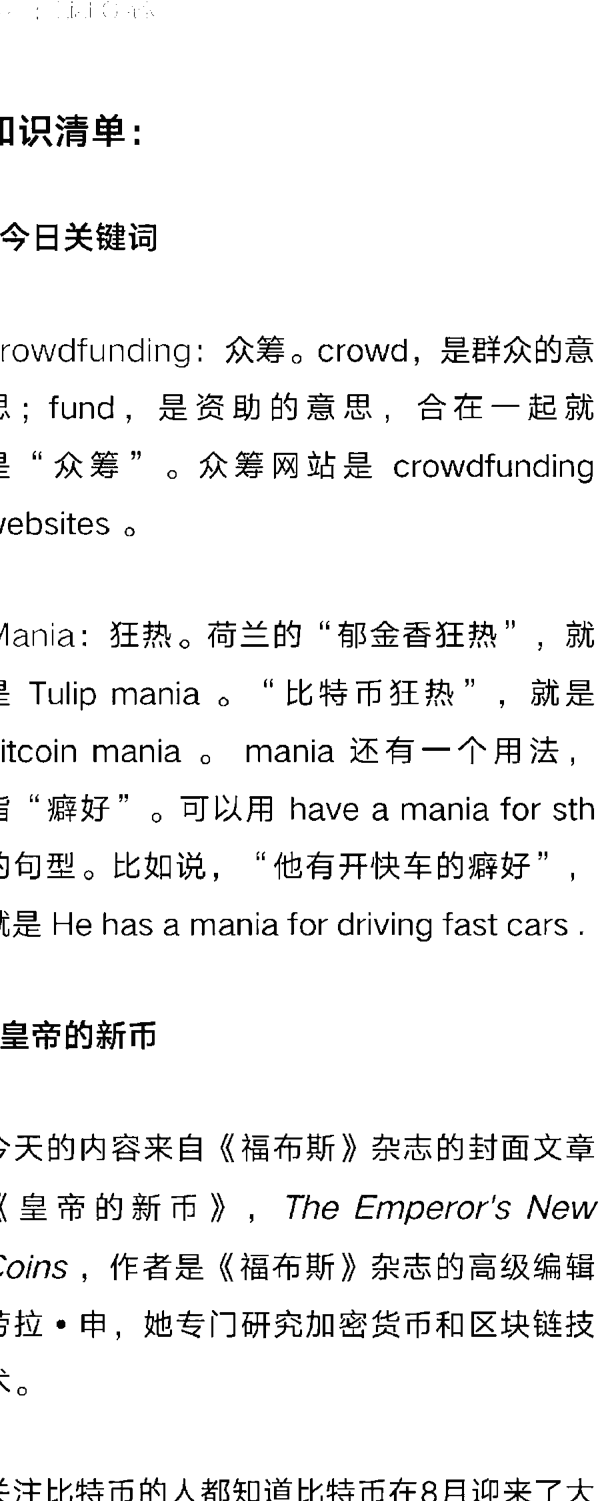 知识清单：
今日关键词
crowdfunding：众筹。crowd，是群众的意
思；fund，是资助的意思，合在一起就
是“众筹”。众筹网站是 crowdfunding
websites 。
Mania：狂热。荷兰的“郁金香狂热”，就
是 Tulip mania 。“比特币狂热”，就是
bitcoin mania 。 mania 还有一个用法，
指“癖好”。可以用 have a mania for sth
的句型。比如说，“他有开快车的癖好”，
就是 He has a mania for driving fast cars .
皇帝的新币
今天的内容来自《福布斯》杂志的封面文章
《皇帝的新币》，The Emperor's New
Coins ，作者是《福布斯》杂志的高级编辑
劳拉·申，她专门研究加密货币和区块链技
术。
关注比特币的人都知道比特币在8月迎来了大